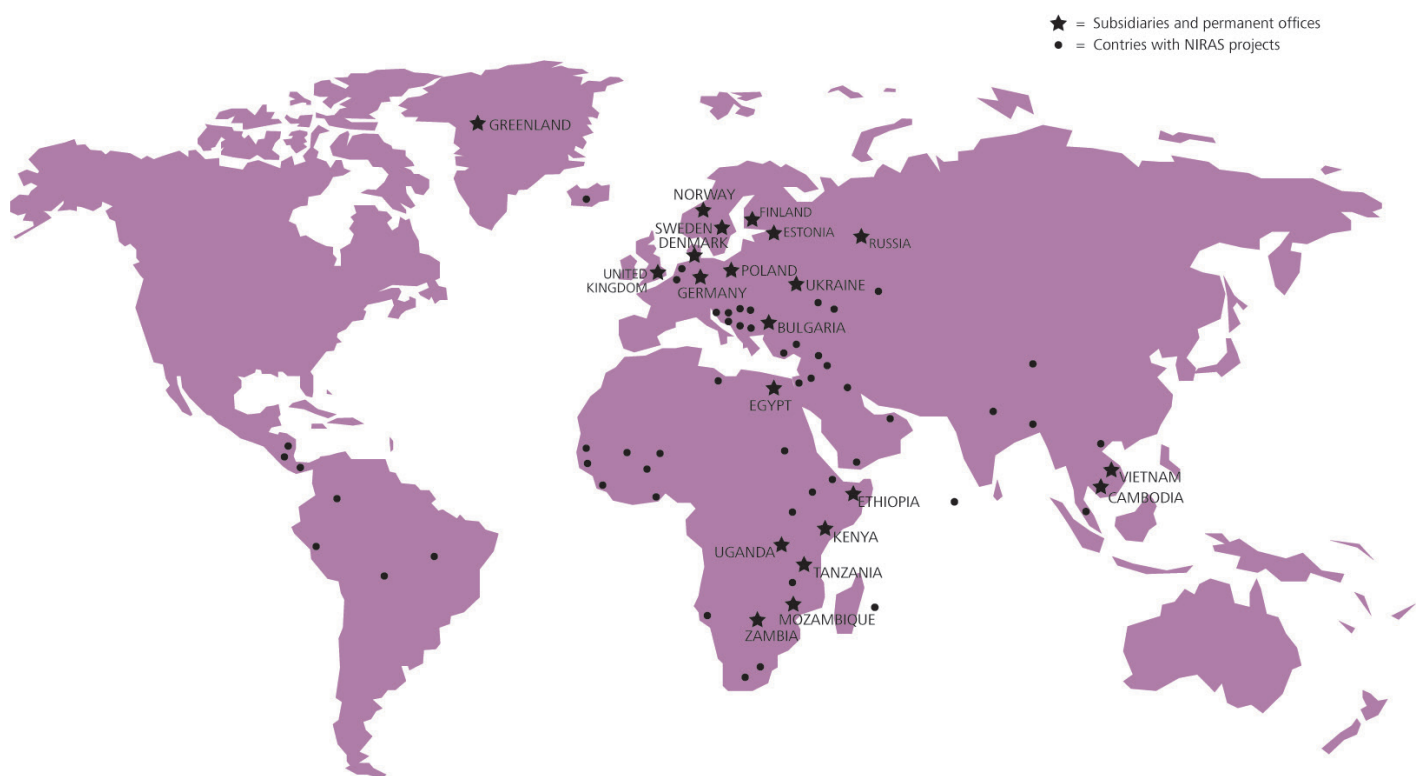 = Subsidiaries and permanent offices
= Contries with NIRAS projects
GREENLAND
NORWAY
FINLAND
SWEDEN
ESTONIA
DENMARK
RUSSIA
UNITED
KINGDOM
POLAND
GERMANY
UKRAINE
BULGARIA
EGYPT
VIETNAM
CAMBODIA
ETHIOPIA
KENYA
UGANDA
TANZANIA
MOZAMBIQUE
ZAMBIA